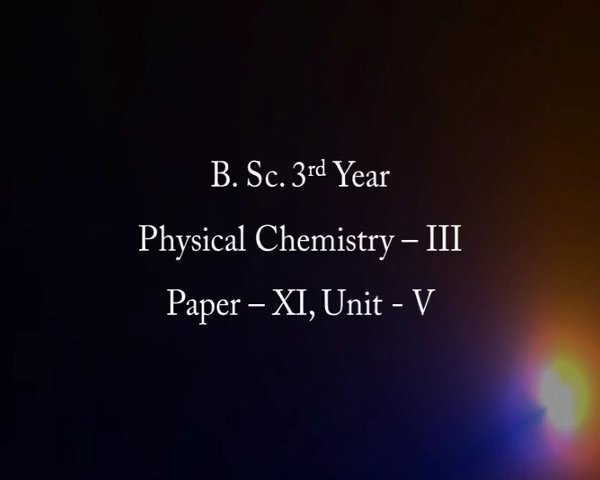 B. Sc. 3rd Year
Physical Chemistry – III
Paper – XI, Unit - V